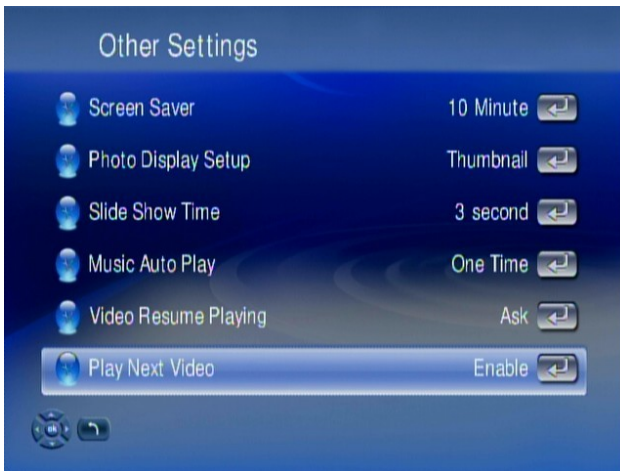 Other Settings
Screen Saver 10 Minute
Photo Display Setup Thumbnail
Slide Show Time 3 second
Music Auto Play One Time
Video Resume Playing Ask
Play Next Video Enable
ok